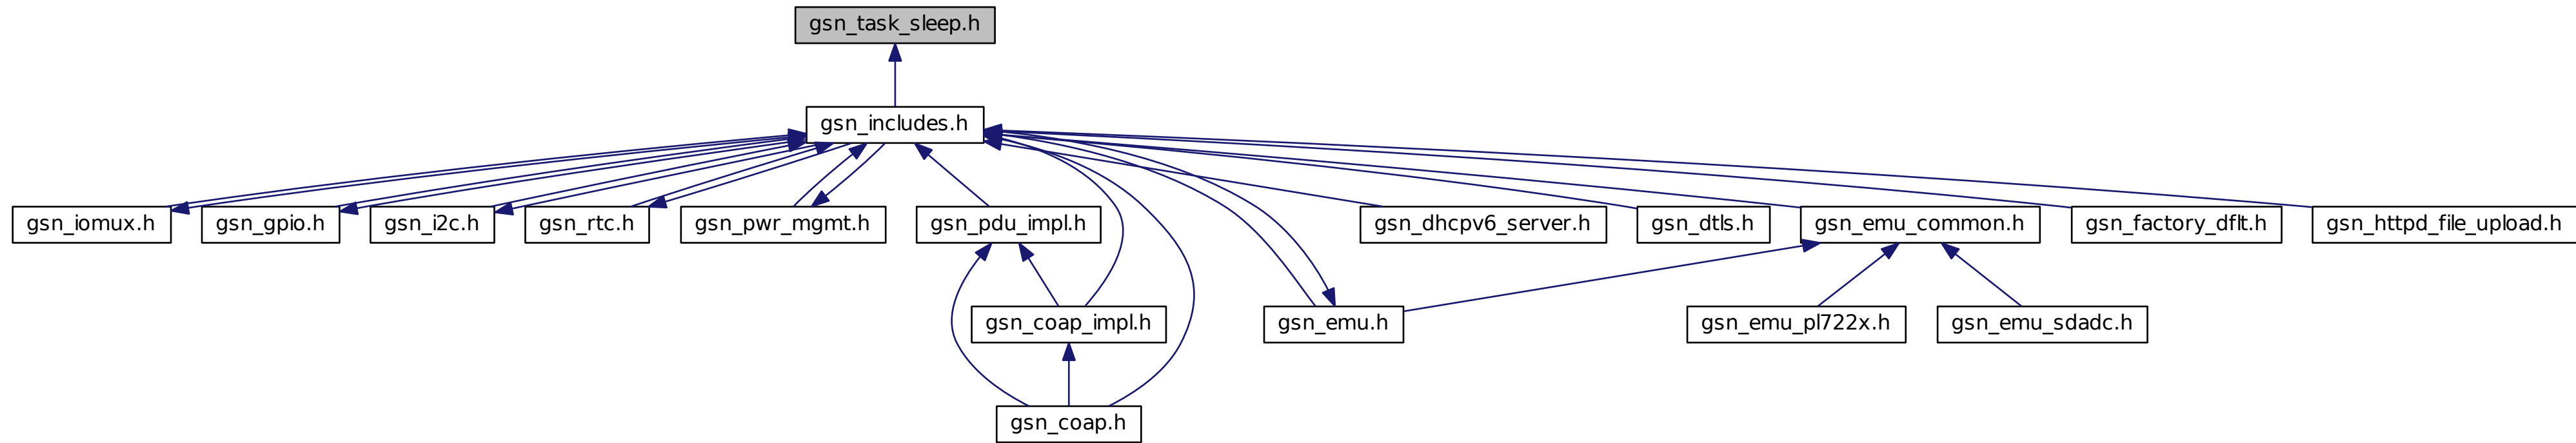 gsn_task_sleep.h
gsn_includes.h
gsn_iomux.h
gsn_gpio.h
gsn_i2c.h
gsn_rtc.h
gsn_pwr_mgmt.h
gsn_pdu_impl.h
gsn_dhcpv6_server.h
gsn_dtls.h
gsn_emu_common.h
gsn_factory_dflt.h
gsn_httpd_file_upload.h
gsn_coap_impl.h
gsn_emu.h
gsn_emu_pl722x.h
gsn_emu_sdadc.h
gsn_coap.h